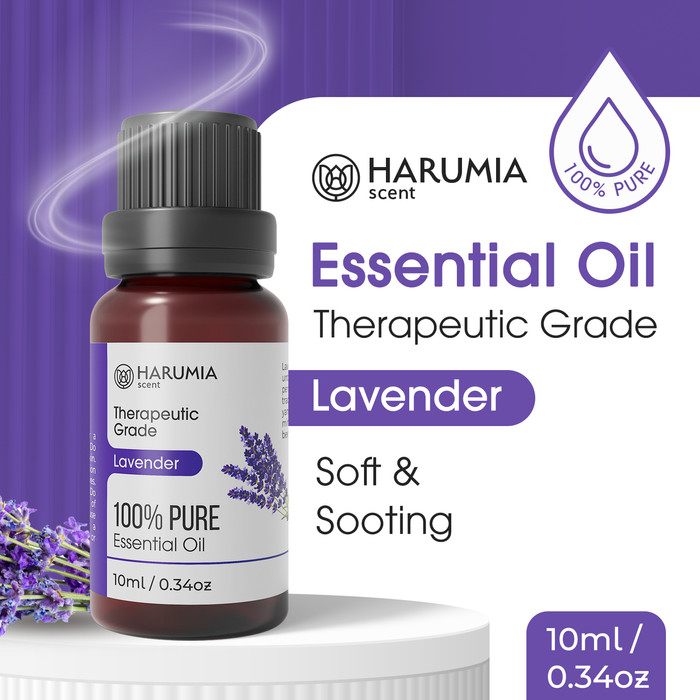 HARUMIA
scent
100% PURE
Essential Oil
Therapeutic Grade
Lavender
Soft &
Sooting
10ml /
0.34oz
HARUMIA
scent
Therapeutic
Grade
Lavender
100% PURE
Essential Oil
10ml / 0.34oz